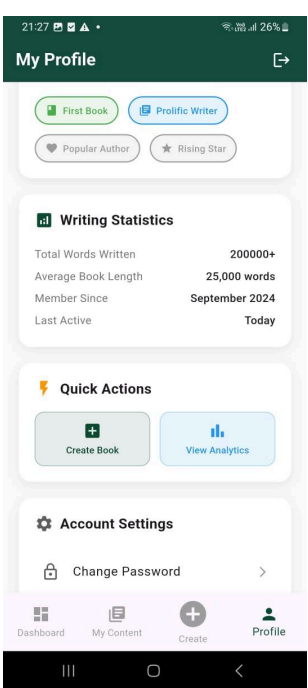 21:27 26%
My Profile
First Book Prolific Writer
Popular Author Rising Star
Writing Statistics
Total Words Written 200000+
Average Book Length 25,000 words
Member Since September 2024
Last Active Today
Quick Actions
Create Book View Analytics
Account Settings
Change Password
Dashboard My Content Create Profile